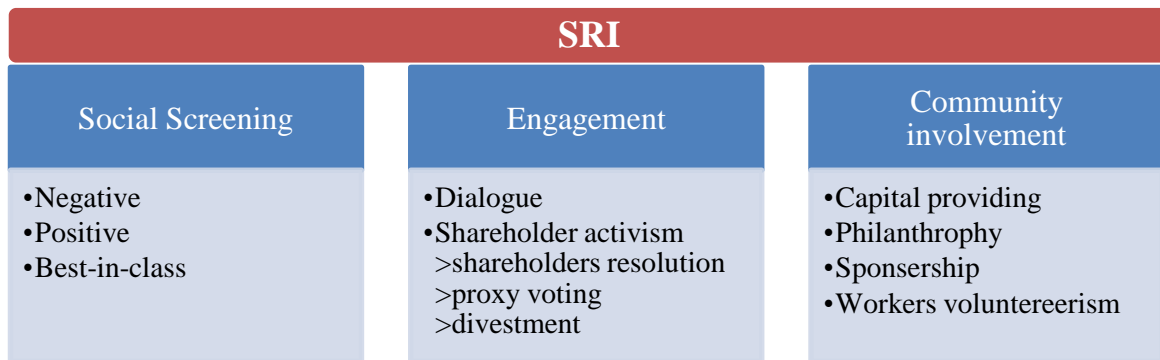 SRI
Social Screening
•Negative
•Positive
•Best-in-class
Engagement
•Dialogue
•Shareholder activism
>shareholders resolution
>proxy voting
>divestment
Community
involvement
•Capital providing
•Philanthropy
•Sponsership
•Workers voluntereerism